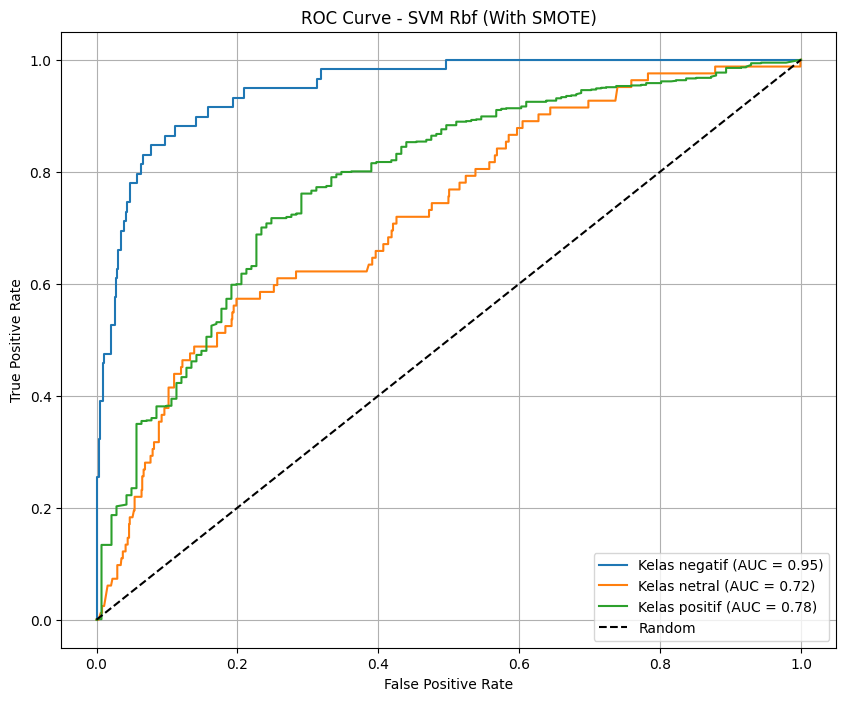 ROC Curve - SVM Rbf (With SMOTE)
True Positive Rate
1.0
0.8
0.6
0.4
0.2
0.0
0.0 0.2 0.4 0.6 0.8 1.0
False Positive Rate
Kelas negatif (AUC = 0.95)
Kelas netral (AUC = 0.72)
Kelas positif (AUC = 0.78)
Random